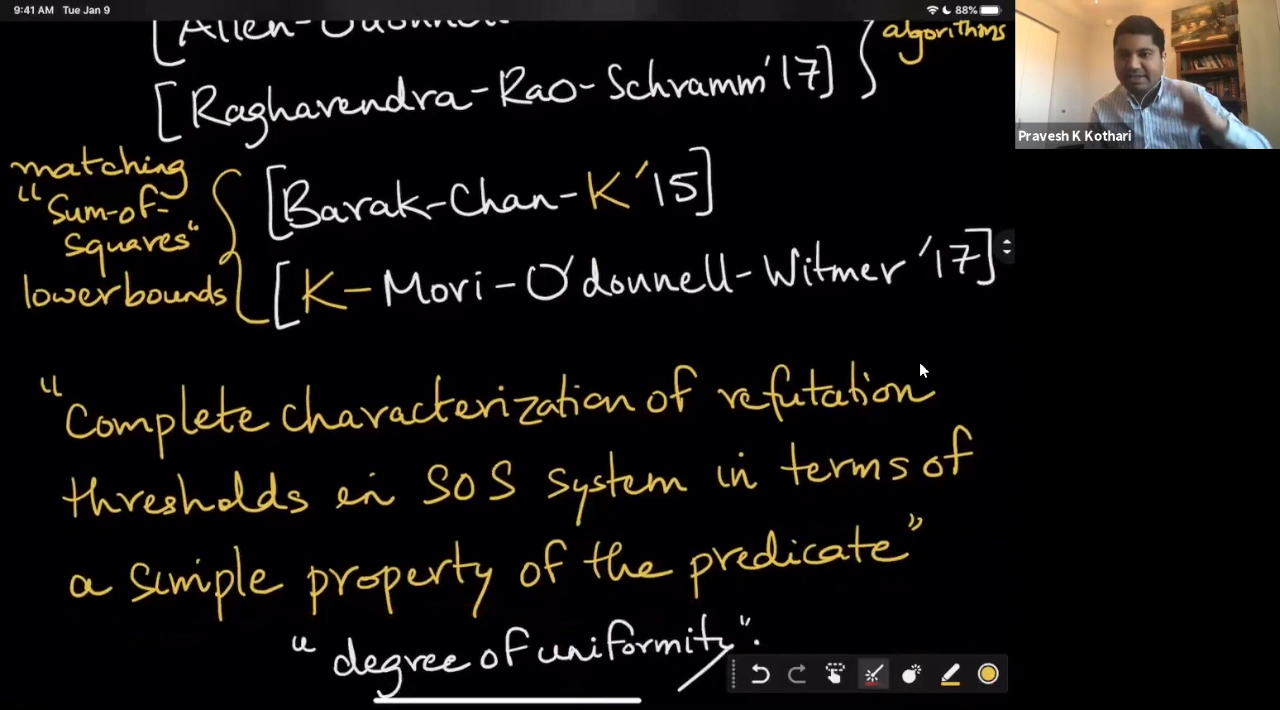 9:41 AM Tue Jan 9
88%
[Allen-O'donnell
algorithms
[Raghavendra-Rao-Schramm'17]
Pravesh K Kothari
matching
"Sum-of-
squares"
lowerbounds
[Barak-Chan-K'15]
[K-Mori-O'donnell-Witmer'17]
"Complete characterization of refutation
thresholds in SOS system in terms of
a simple property of the predicate"
"degree of uniformity".